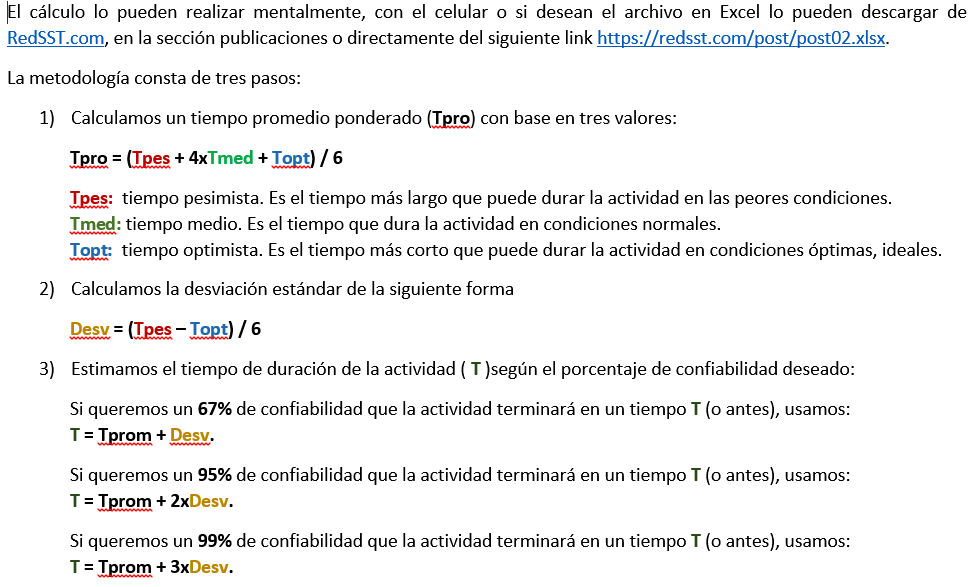 El cálculo lo pueden realizar mentalmente, con el celular o si desean el archivo en Excel lo pueden descargar de
RedSST.com, en la sección publicaciones o directamente del siguiente link https://redsst.com/post/post02.xlsx.
La metodología consta de tres pasos:
1) Calculamos un tiempo promedio ponderado (Tpro) con base en tres valores:
Tpro = (Tpes + 4xTmed + Topt) / 6
Tpes: tiempo pesimista. Es el tiempo más largo que puede durar la actividad en las peores condiciones.
Tmed: tiempo medio. Es el tiempo que dura la actividad en condiciones normales.
Topt: tiempo optimista. Es el tiempo más corto que puede durar la actividad en condiciones óptimas, ideales.
2) Calculamos la desviación estándar de la siguiente forma
Desv = (Tpes – Topt) / 6
3) Estimamos el tiempo de duración de la actividad ( T )según el porcentaje de confiabilidad deseado:
Si queremos un 67% de confiabilidad que la actividad terminará en un tiempo T (o antes), usamos:
T = Tprom + Desv.
Si queremos un 95% de confiabilidad que la actividad terminará en un tiempo T (o antes), usamos:
T = Tprom + 2xDesv.
Si queremos un 99% de confiabilidad que la actividad terminará en un tiempo T (o antes), usamos:
T = Tprom + 3xDesv.